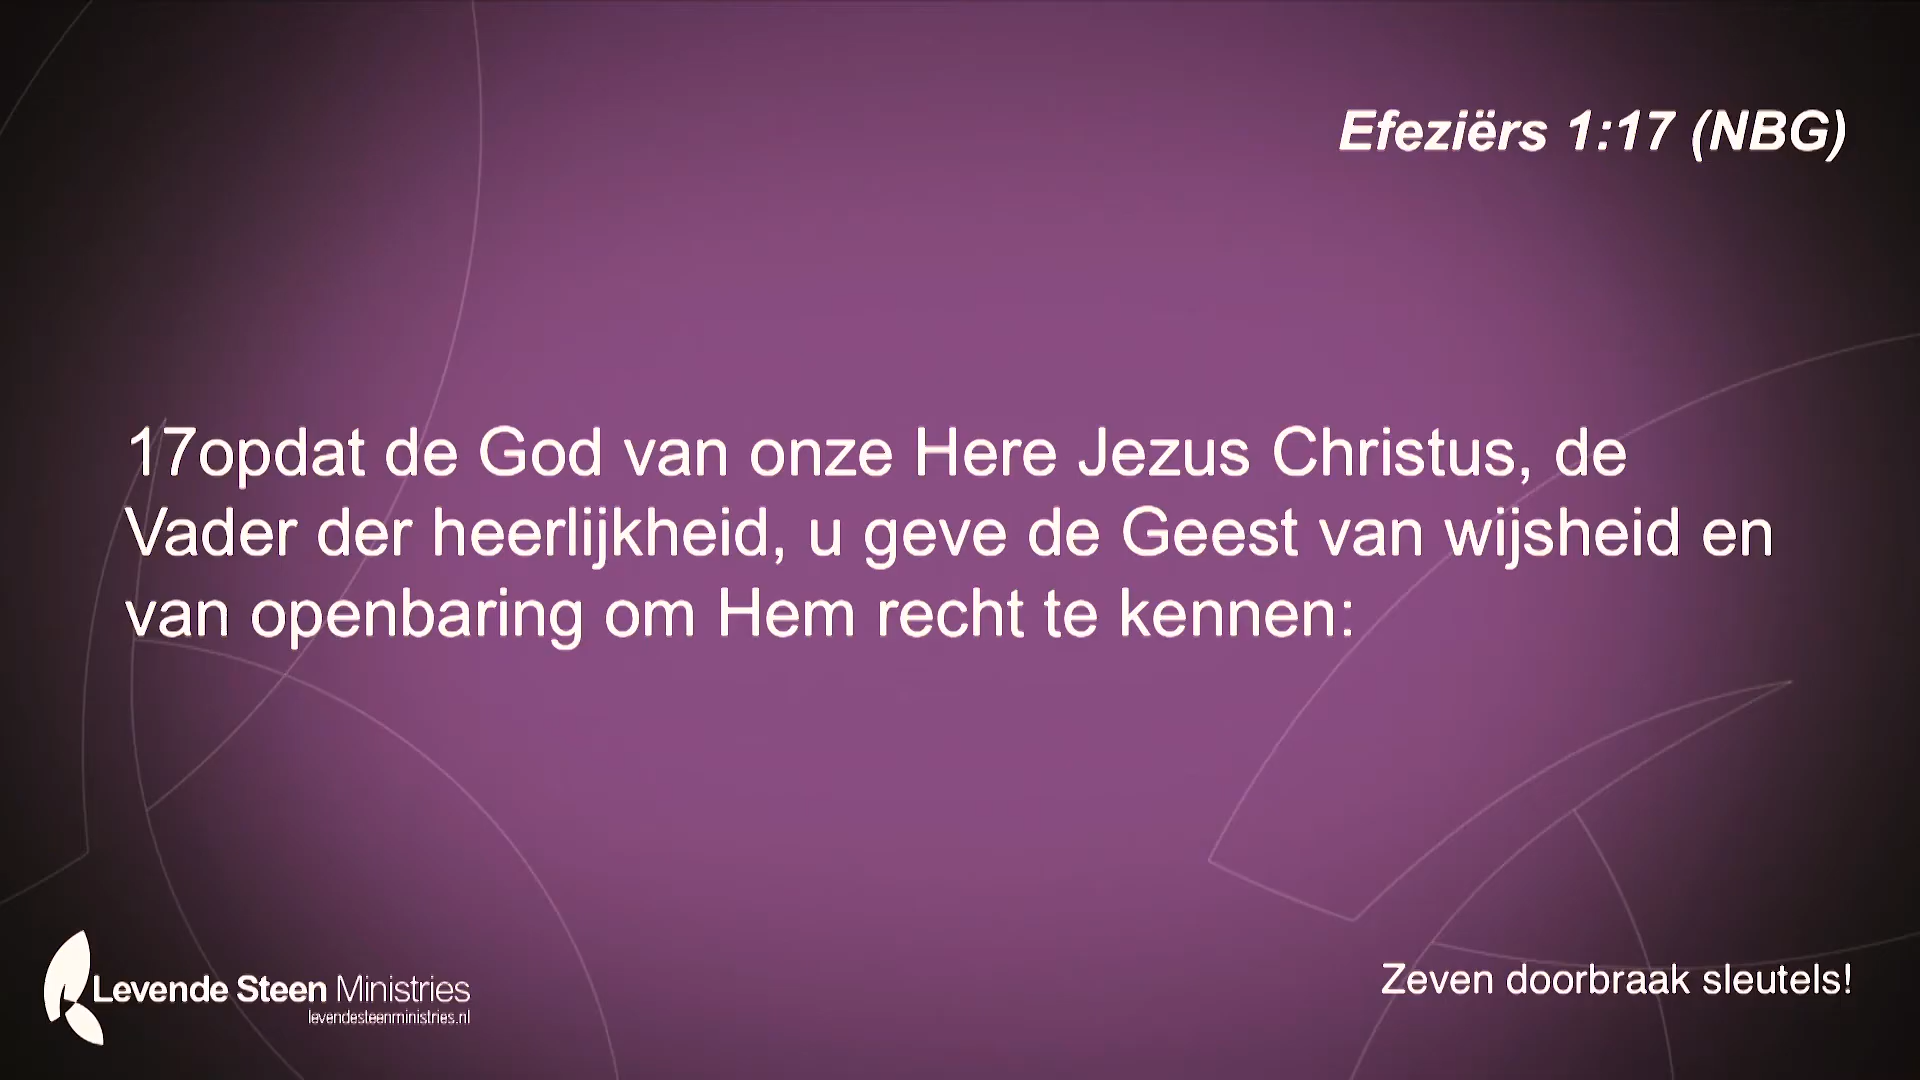 Efeziërs 1:17 (NBG)
17opdat de God van onze Here Jezus Christus, de
Vader der heerlijkheid, u geve de Geest van wijsheid en
van openbaring om Hem recht te kennen:
Levende Steen Ministries
levendesteenministries.nl
Zeven doorbraak sleutels!